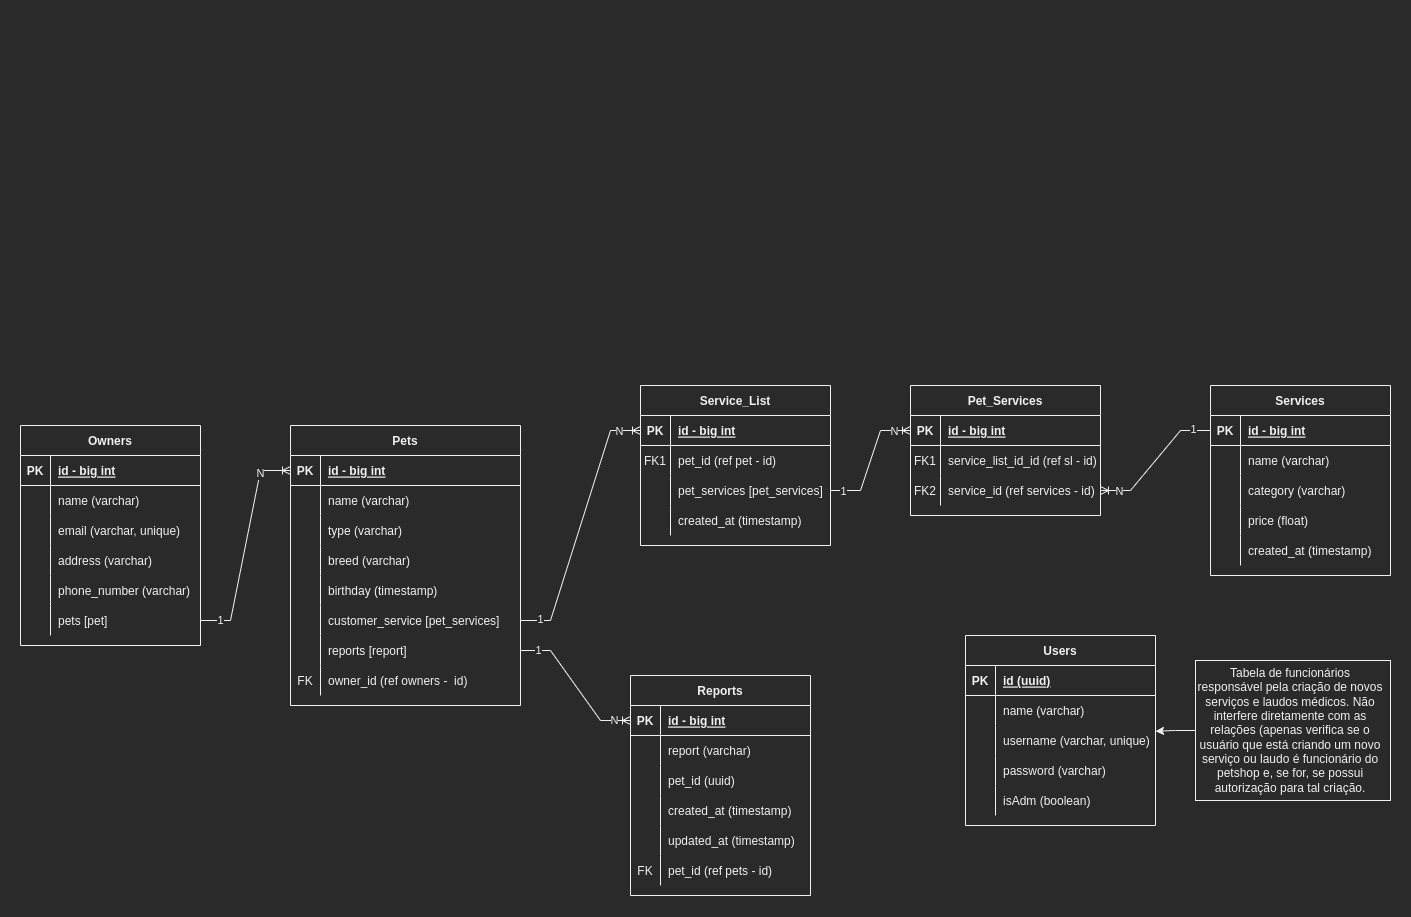 Owners
PK id - big int
name (varchar)
email (varchar, unique)
address (varchar)
phone_number (varchar)
pets [pet]
1
N
Pets
PK id - big int
name (varchar)
type (varchar)
breed (varchar)
birthday (timestamp)
customer_service [pet_services]
reports [report]
FK owner_id (ref owners - id)
1
N
1
N
Service_List
PK id - big int
FK1 pet_id (ref pet - id)
pet_services [pet_services]
created_at (timestamp)
1
N
Pet_Services
PK id - big int
FK1 service_list_id_id (ref sl - id)
FK2 service_id (ref services - id)
N
1
Services
PK id - big int
name (varchar)
category (varchar)
price (float)
created_at (timestamp)
Reports
PK id - big int
report (varchar)
pet_id (uuid)
created_at (timestamp)
updated_at (timestamp)
FK pet_id (ref pets - id)
Users
PK id (uuid)
name (varchar)
username (varchar, unique)
password (varchar)
isAdm (boolean)
Tabela de funcionários
responsável pela criação de novos
serviços e laudos médicos. Não
interfere diretamente com as
relações (apenas verifica se o
usuário que está criando um novo
serviço ou laudo é funcionário do
petshop e, se for, se possui
autorização para tal criação.